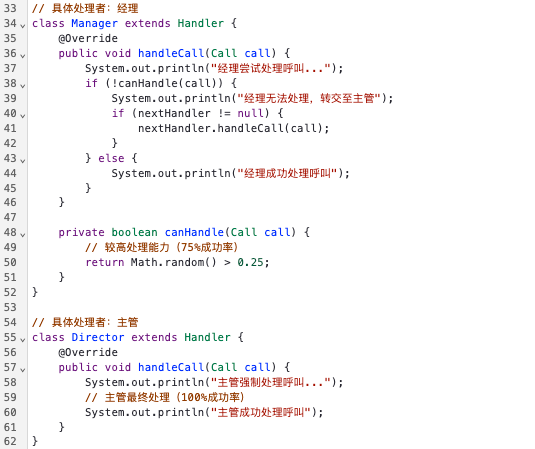 33 // 具体处理者：经理
34 class Manager extends Handler {
35     @Override
36     public void handleCall(Call call) {
37         System.out.println("经理尝试处理呼叫...");
38         if (!canHandle(call)) {
39             System.out.println("经理无法处理，转交至主管");
40             if (nextHandler != null) {
41                 nextHandler.handleCall(call);
42             }
43         } else {
44             System.out.println("经理成功处理呼叫");
45         }
46     }
47
48     private boolean canHandle(Call call) {
49         // 较高处理能力（75%成功率）
50         return Math.random() > 0.25;
51     }
52 }
53
54 // 具体处理者：主管
55 class Director extends Handler {
56     @Override
57     public void handleCall(Call call) {
58         System.out.println("主管强制处理呼叫...");
59         // 主管最终处理（100%成功率）
60         System.out.println("主管成功处理呼叫");
61     }
62 }